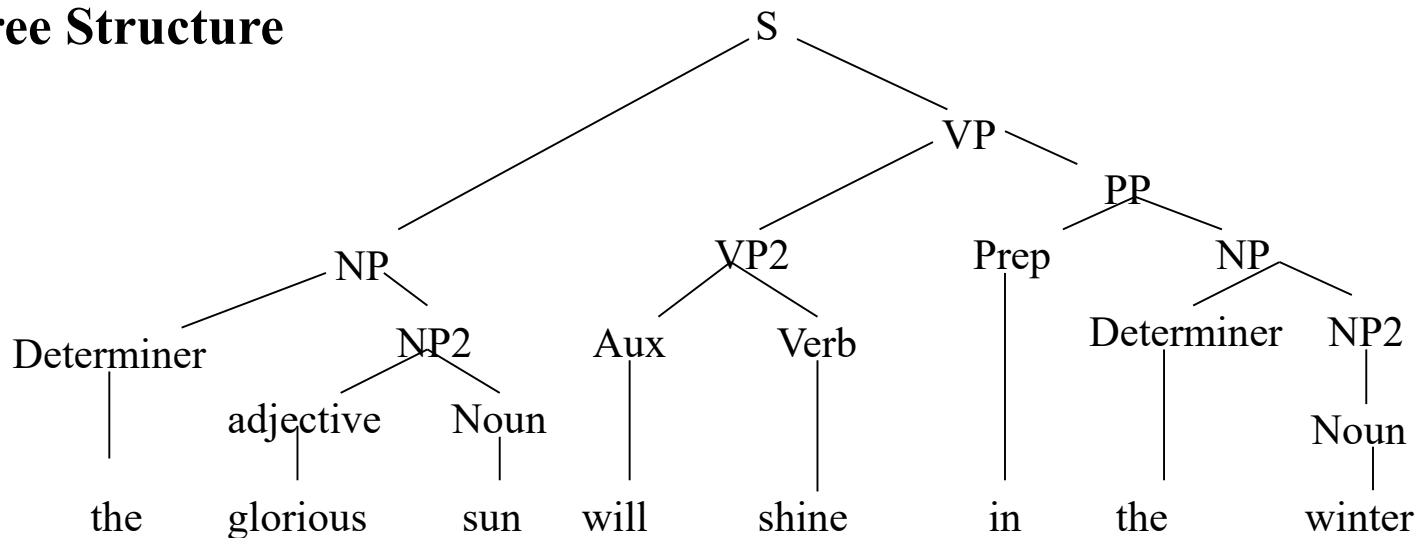 ree Structure
S
VP
PP
NP VP2 Prep NP
Determiner NP2 Aux Verb Determiner NP2
adjective Noun Noun
the glorious sun will shine in the winter